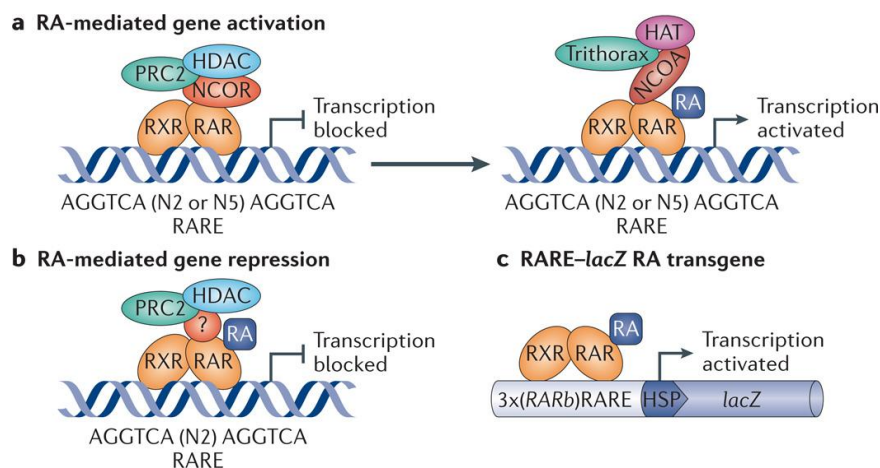 a RA-mediated gene activation
PRC2
HDAC
NCOR
RXR
RAR
Transcription
blocked
AGGTCA (N2 or N5) AGGTCA
RARE
HAT
Trithorax
NCOA
RA
RXR
RAR
Transcription
activated
AGGTCA (N2 or N5) AGGTCA
RARE
b RA-mediated gene repression
PRC2
HDAC
?
RA
RXR
RAR
Transcription
blocked
AGGTCA (N2) AGGTCA
RARE
c RARE–lacZ RA transgene
RA
RXR
RAR
Transcription
activated
3x(RARb)RARE
HSP
lacZ